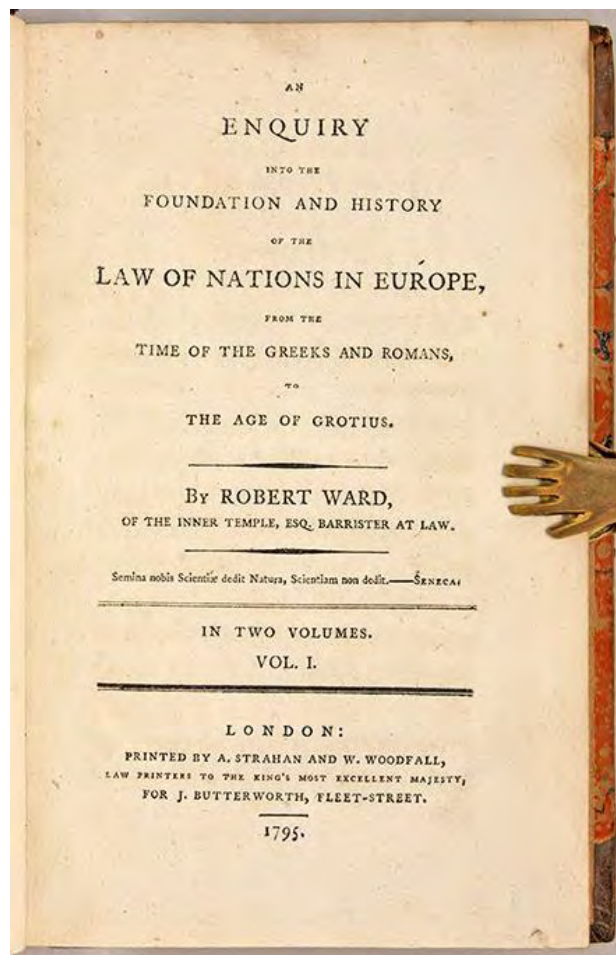 AN
ENQUIRY
INTO THE
FOUNDATION AND HISTORY
OF THE
LAW OF NATIONS IN EUROPE,
FROM THE
TIME OF THE GREEKS AND ROMANS,
TO
THE AGE OF GROTIUS.
BY ROBERT WARD,
OF THE INNER TEMPLE, ESQ. BARRISTER AT LAW.
Semina nobis Scientiæ dedit Natura, Scientiam non dedit.——SENECA.
IN TWO VOLUMES.
VOL. I.
LONDON:
PRINTED BY A. STRAHAN AND W. WOODFALL,
LAW PRINTERS TO THE KING'S MOST EXCELLENT MAJESTY,
FOR J. BUTTERWORTH, FLEET-STREET.
1795.